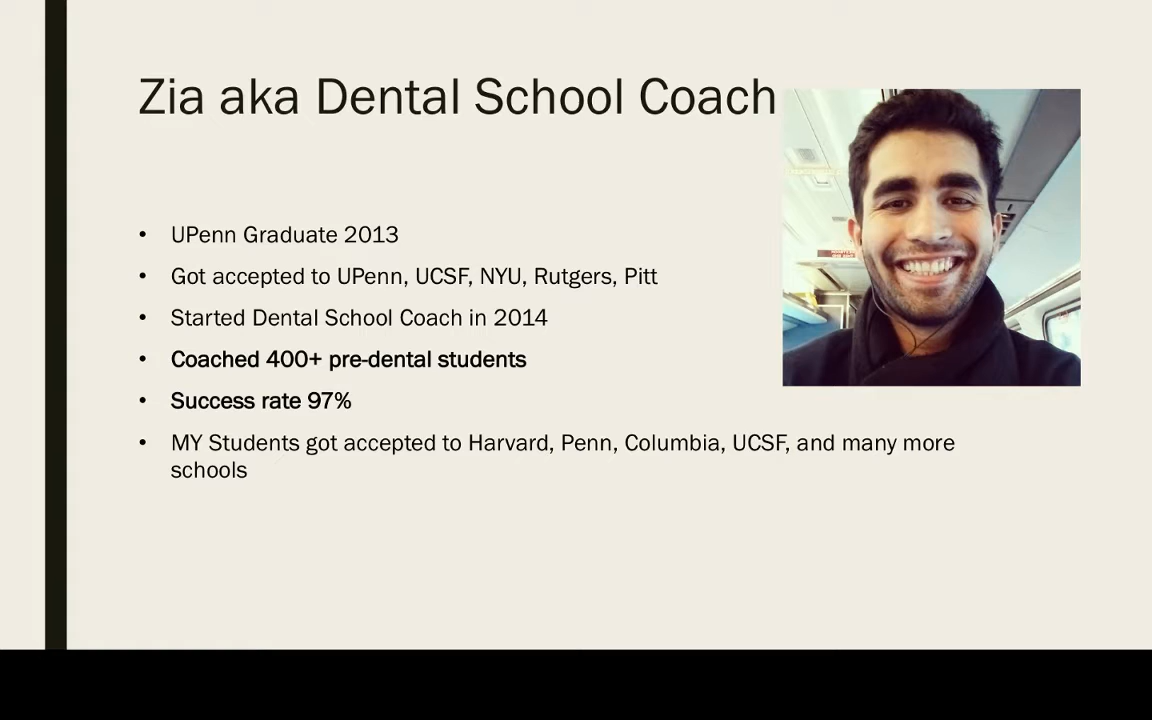 Zia aka Dental School Coach
• UPenn Graduate 2013
• Got accepted to UPenn, UCSF, NYU, Rutgers, Pitt
• Started Dental School Coach in 2014
• Coached 400+ pre-dental students
• Success rate 97%
• MY Students got accepted to Harvard, Penn, Columbia, UCSF, and many more
schools